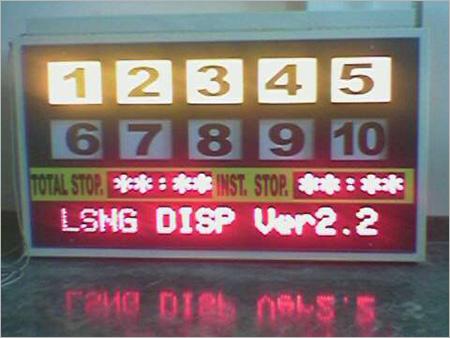 1 2 3 4 5
6 7 8 9 10
TOTAL STOP. **:** INST. STOP. **:**
LSNG DISP Ver2.2